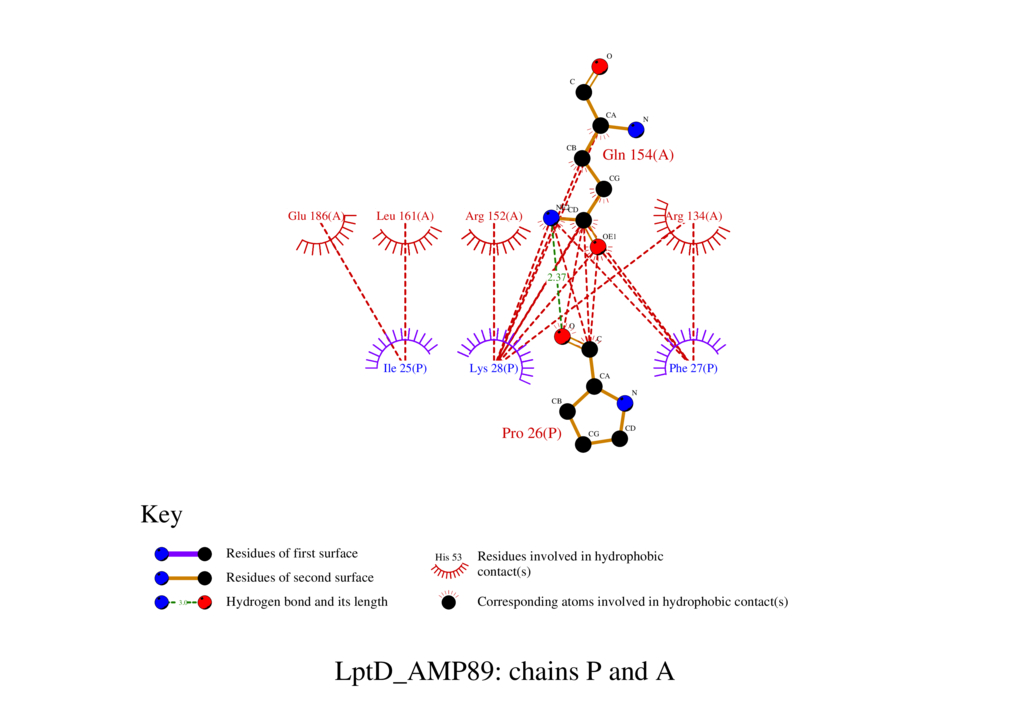 O
C
CA
N
CB
Gln 154(A)
CG
Glu 186(A)
Leu 161(A)
Arg 152(A)
CD
Arg 134(A)
OE1
2.37
O
C
Ile 25(P)
Lys 28(P)
Phe 27(P)
CA
N
CB
CD
Pro 26(P)
CG
Key
Residues of first surface
Residues of second surface
3.0
Hydrogen bond and its length
His 53
Residues involved in hydrophobic
contact(s)
Corresponding atoms involved in hydrophobic contact(s)
LptD_AMP89: chains P and A